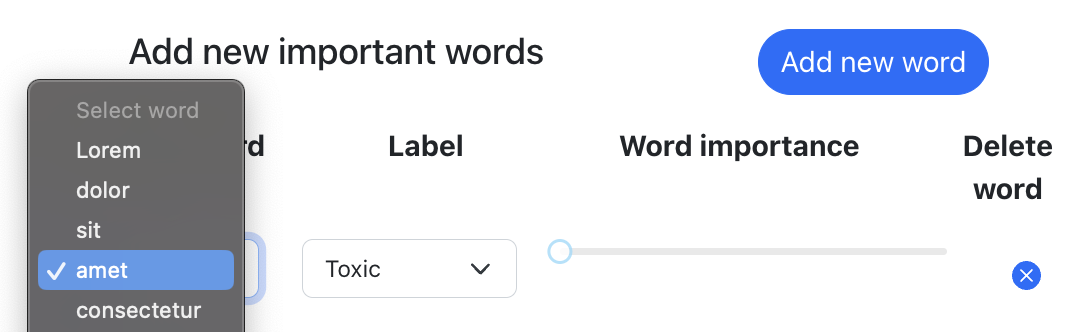 Add new important words
Add new word
Select word
Lorem
dolor
sit
amet
consectetur
Label
Word importance
Delete
word
Toxic